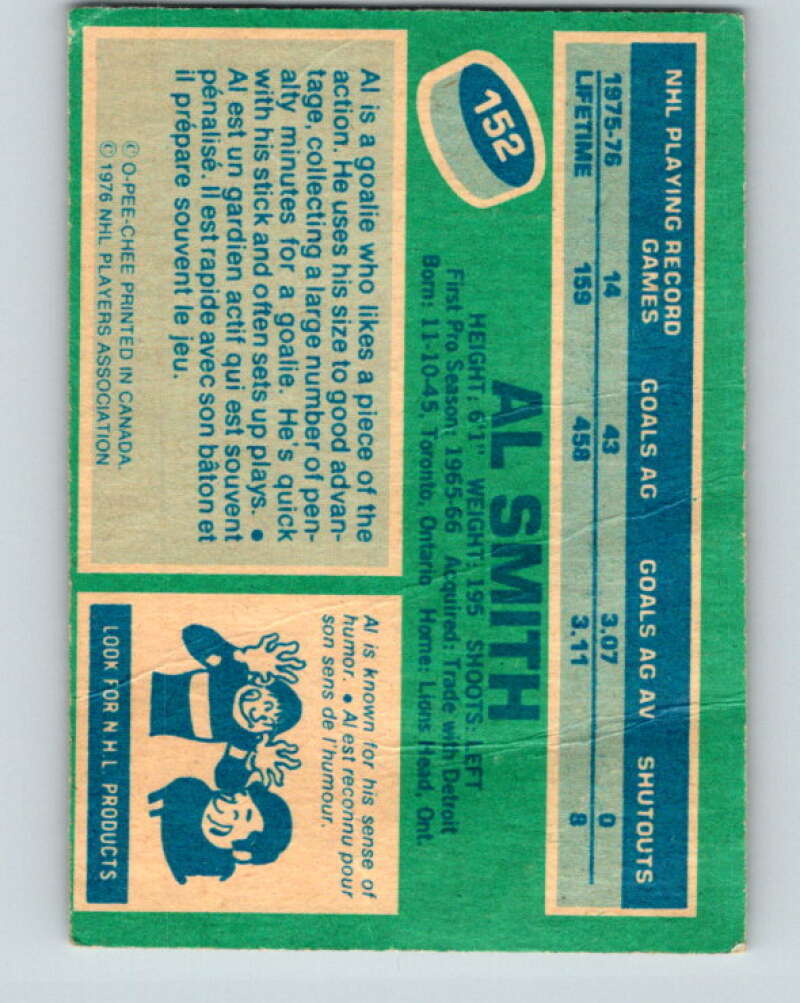 NHL PLAYING RECORD
GAMES GOALS AG GOALS AG AV SHUTOUTS
1975-76 14 43 3.07 0
LIFETIME 159 458 3.11 8
152
AL SMITH
HEIGHT: 6'1" WEIGHT: 195 SHOOTS: LEFT
First Pro Season: 1965-66 Acquired: Trade with Detroit
Born: 11-10-45, Toronto, Ontario Home: Lions Head, Ont.
Al is a goalie who likes a piece of the
action. He uses his size to good advan-
tage, collecting a large number of pen-
alty minutes for a goalie. He's quick
with his stick and often sets up plays. •
Al est un gardien actif qui est souvent
pénalisé. Il est rapide avec son bâton et
il prépare souvent le jeu.
© O-PEE-CHEE PRINTED IN CANADA.
© 1976 NHL PLAYERS ASSOCIATION
Al is known for his sense of
humor. • Al est reconnu pour
son sens de l'humour.
LOOK FOR N H L PRODUCTS